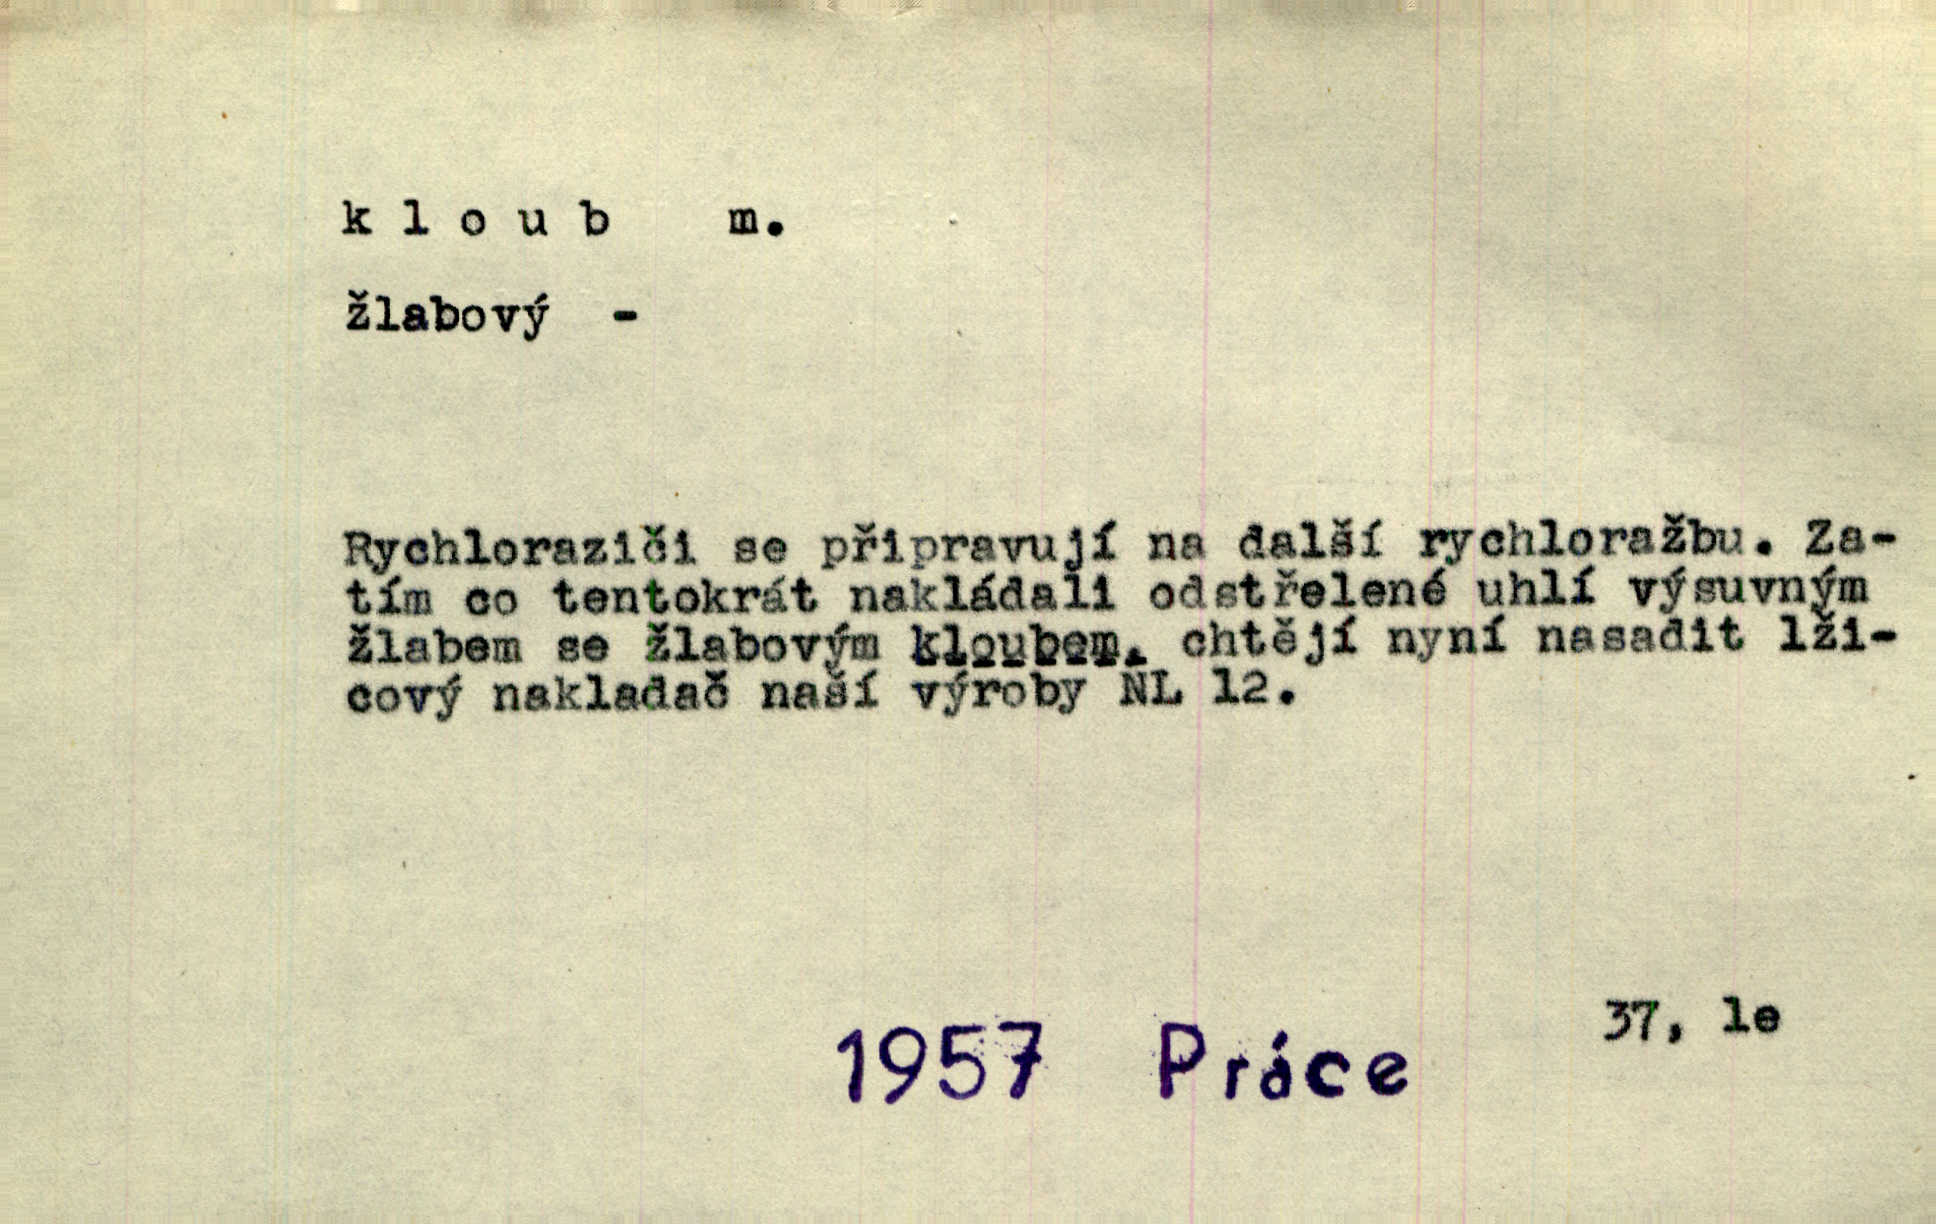 kloub m.
žlabový -
Rychloraziči se připravují na další rychloražbu. Za-
tím co tentokrát nakládali odstřelené uhlí výsuvným
žlabem se žlabovým kloubem, chtějí nyní nasadit lži-
cový nakladač naší výroby NL 12.
37, le
1957 Práce